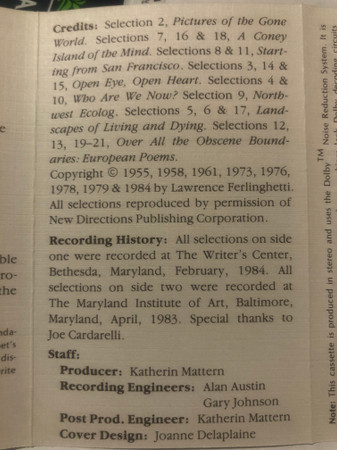 Credits: Selection 2, Pictures of the Gone
World. Selections 7, 16 & 18, A Coney
Island of the Mind. Selections 8 & 11, Start-
ing from San Francisco. Selections 3, 14 &
15, Open Eye, Open Heart. Selections 4 &
10, Who Are We Now? Selection 9, North-
west Ecolog. Selections 5, 6 & 17, Land-
scapes of Living and Dying. Selections 12,
13, 19-21, Over All the Obscene Bound-
aries: European Poems.
Copyright © 1955, 1958, 1961, 1973, 1976,
1978, 1979 & 1984 by Lawrence Ferlinghetti.
All selections reproduced by permission of
New Directions Publishing Corporation.
Recording History: All selections on side
one were recorded at The Writer's Center,
Bethesda, Maryland, February, 1984. All
selections on side two were recorded at
The Maryland Institute of Art, Baltimore,
Maryland, April, 1983. Special thanks to
Joe Cardarelli.
Staff:
Producer: Katherin Mattern
Recording Engineers: Alan Austin
Gary Johnson
Post Prod. Engineer: Katherin Mattern
Cover Design: Joanne Delaplaine
Note: This cassette is produced in stereo and uses the Dolby™ Noise Reduction System. It is